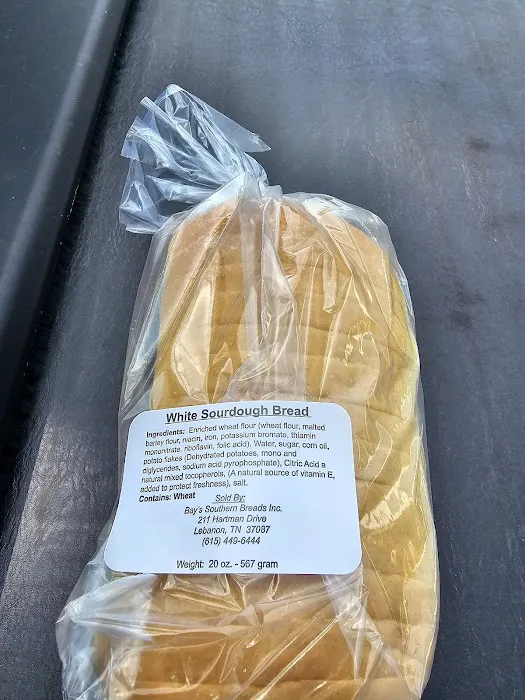 White Sourdough Bread
Ingredients: Enriched wheat flour (wheat flour, malted
barley flour, niacin, iron, potassium bromate, thiamin
mononitrate, riboflavin, folic acid), Water, sugar, corn oil,
potato flakes (Dehydrated potatoes, mono and
diglycerides, sodium acid pyrophosphate), Citric Acid a
natural mixed tocopherols, (A natural source of vitamin E,
added to protect freshness), salt.
Contains: Wheat
Sold By:
Bay's Southern Breads Inc.
211 Hartman Drive
Lebanon, TN 37087
(615) 449-6444
Weight: 20 oz. - 567 gram